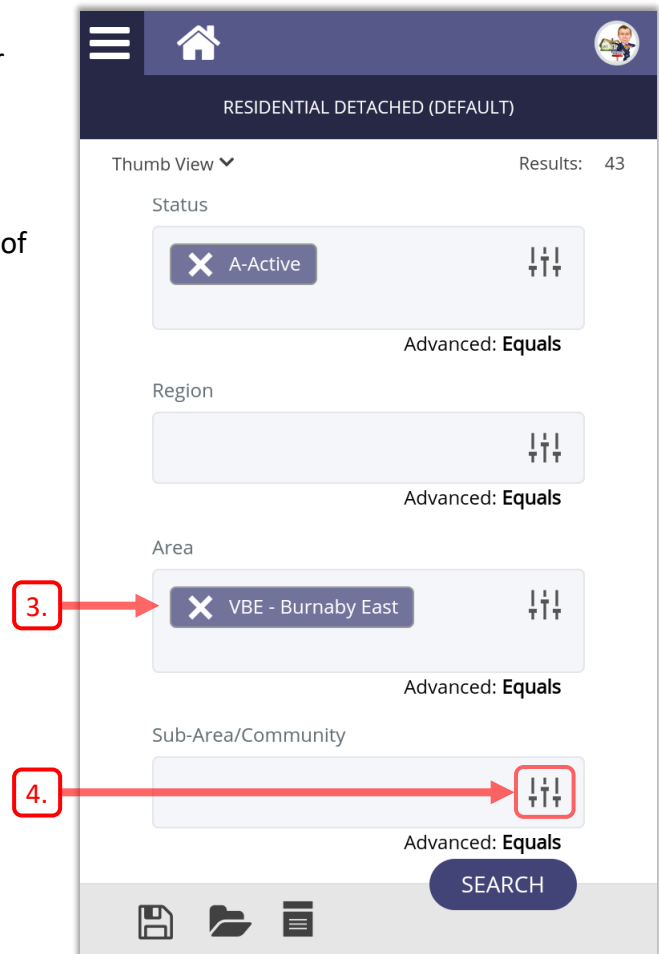 r
RESIDENTIAL DETACHED (DEFAULT)
Thumb View Results: 43
Status
of
A-Active
Advanced: Equals
Region
Advanced: Equals
Area
3. VBE - Burnaby East
Advanced: Equals
Sub-Area/Community
4.
Advanced: Equals
SEARCH